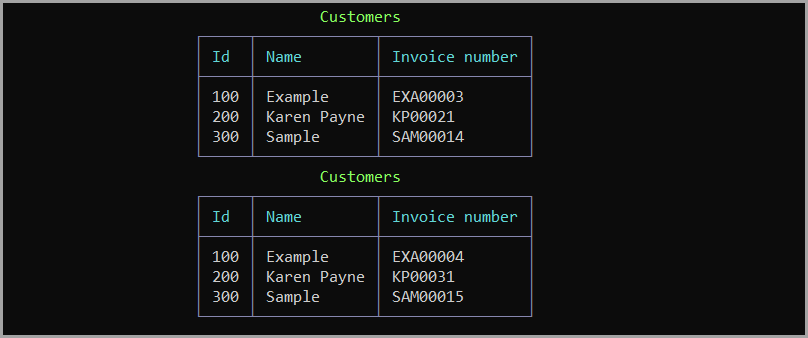 Customers
Id Name Invoice number
100 Example EXA00003
200 Karen Payne KP00021
300 Sample SAM00014
Customers
Id Name Invoice number
100 Example EXA00004
200 Karen Payne KP00031
300 Sample SAM00015